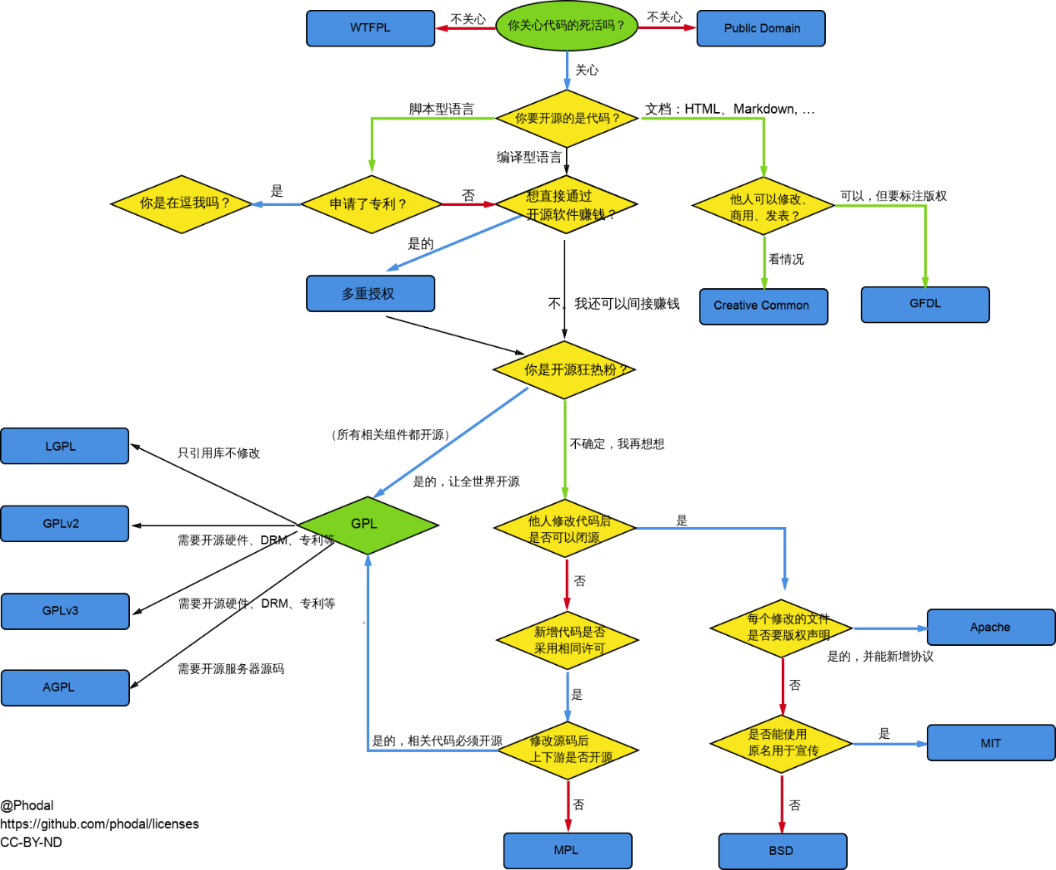 WTFPL
不关心
你关心代码的死活吗？
不关心
Public Domain
关心
脚本型语言
你要开源的是代码？
文档：HTML、Markdown, ...
编译型语言
你是在逗我吗？
是
申请了专利？
否
想直接通过
开源软件赚钱？
他人可以修改、
商用、发表？
可以，但要标注版权
是的
看情况
多重授权
不。我还可以间接赚钱
Creative Common
GFDL
你是开源狂热粉？
（所有相关组件都开源）
不确定，我再想想
LGPL
只引用库不修改
是的，让全世界开源
GPLv2
GPL
需要开源硬件、DRM、专利等
他人修改代码后
是否可以闭源
是
否
GPLv3
需要开源硬件、DRM、专利等
、
新增代码是否
采用相同许可
每个修改的文件
是否要版权声明
Apache
是的，并能新增协议
AGPL
需要开源服务器源码
是
否
是的，相关代码必须开源
修改源码后
上下游是否开源
是否能使用
原名用于宣传
是
MIT
否
否
MPL
BSD
@Phodal
https://github.com/phodal/licenses
CC-BY-ND